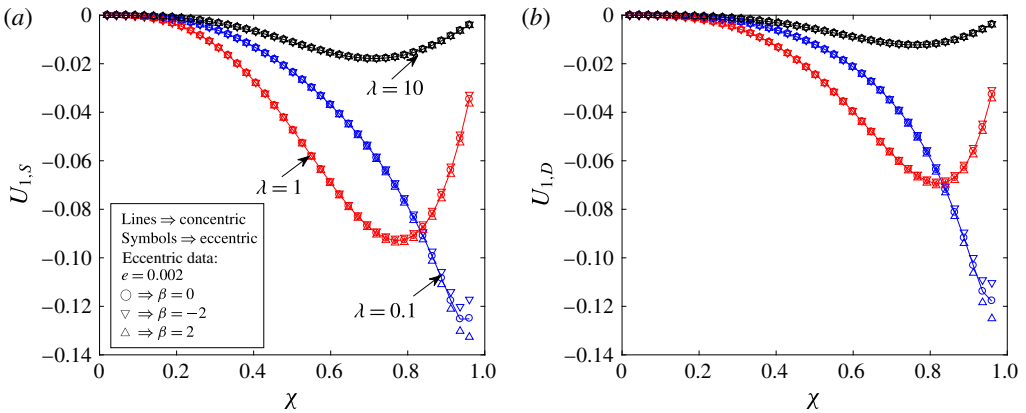 (a)
0
−0.02
−0.04
−0.06
−0.08
−0.10
−0.12
−0.14
U1,S
λ = 10
λ = 1
λ = 0.1
Lines ⇒ concentric
Symbols ⇒ eccentric
Eccentric data:
e = 0.002
○ ⇒ β = 0
▽ ⇒ β = −2
△ ⇒ β = 2
0 0.2 0.4 0.6 0.8 1.0
χ
(b)
0
−0.02
−0.04
−0.06
−0.08
−0.10
−0.12
−0.14
U1,D
0 0.2 0.4 0.6 0.8 1.0
χ